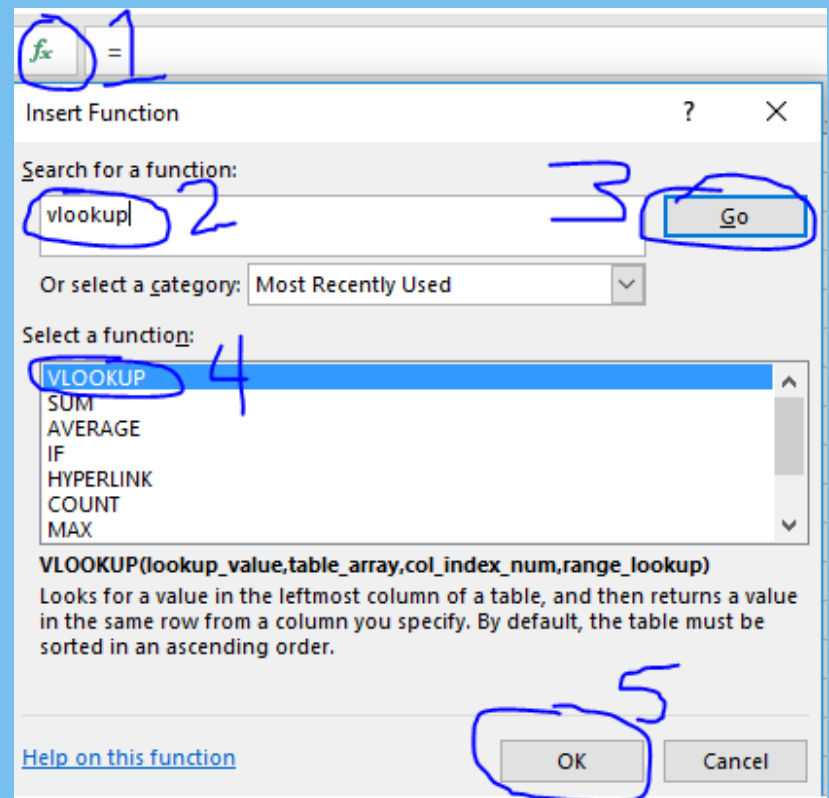 fx = 1
Insert Function ?
Search for a function:
vlookup 2 3 Go
Or select a category: Most Recently Used
Select a function:
VLOOKUP 4
SUM
AVERAGE
IF
HYPERLINK
COUNT
MAX
VLOOKUP(lookup_value,table_array,col_index_num,range_lookup)
Looks for a value in the leftmost column of a table, and then returns a value
in the same row from a column you specify. By default, the table must be
sorted in an ascending order.
5
Help on this function OK Cancel